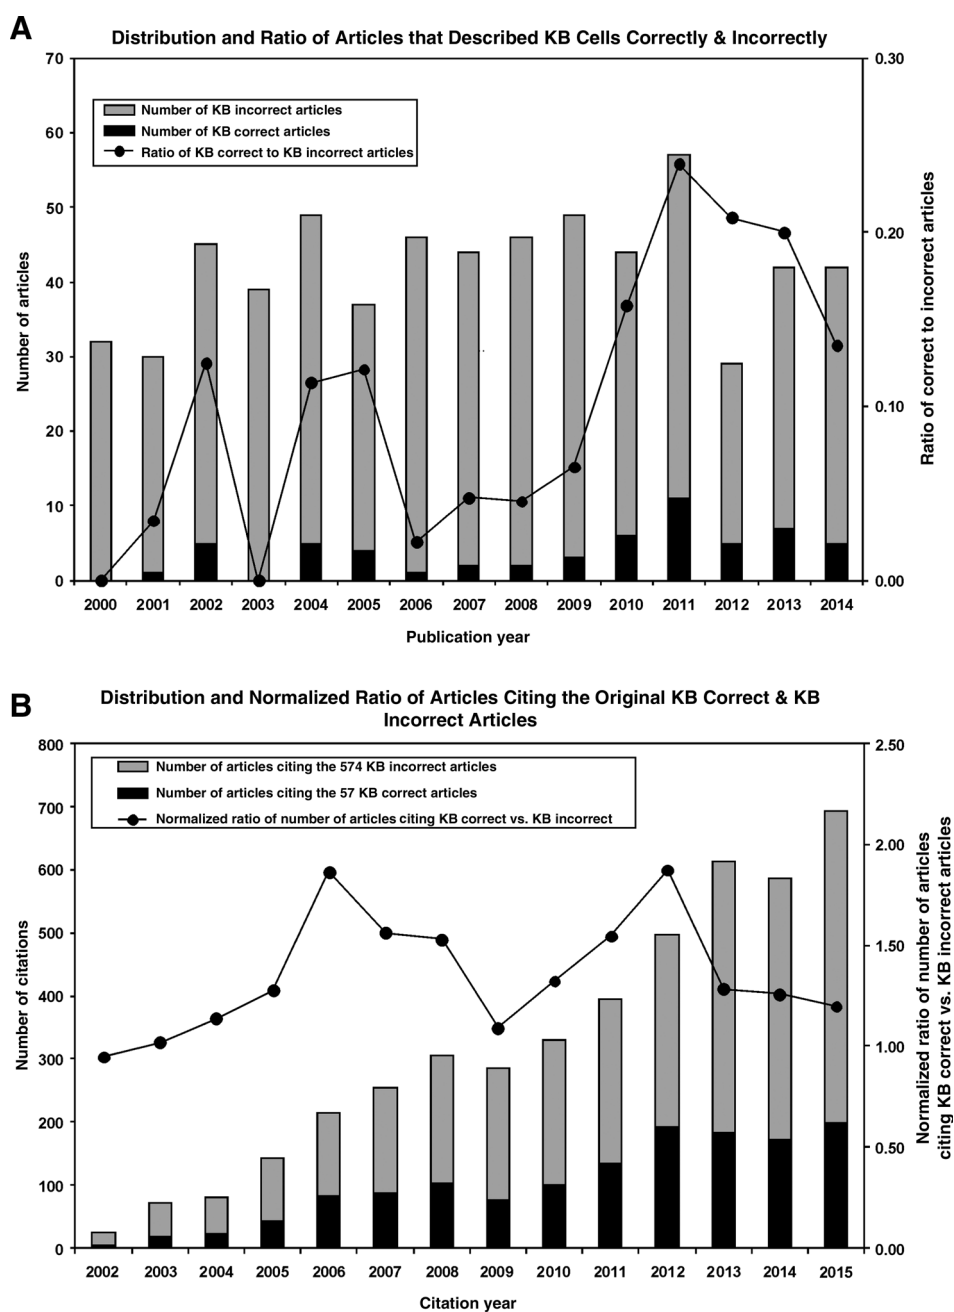 A
Distribution and Ratio of Articles that Described KB Cells Correctly & Incorrectly
70
60
50
40
30
20
10
0
Number of articles
0.30
0.20
0.10
0.00
Ratio of correct to incorrect articles
Number of KB incorrect articles
Number of KB correct articles
Ratio of KB correct to KB incorrect articles
2000 2001 2002 2003 2004 2005 2006 2007 2008 2009 2010 2011 2012 2013 2014
Publication year
B
Distribution and Normalized Ratio of Articles Citing the Original KB Correct & KB
Incorrect Articles
800
700
600
500
400
300
200
100
0
Number of citations
2.50
2.00
1.50
1.00
0.50
0.00
Normalized ratio of number of articles
citing KB correct vs. KB incorrect articles
Number of articles citing the 574 KB incorrect articles
Number of articles citing the 57 KB correct articles
Normalized ratio of number of articles citing KB correct vs. KB incorrect
2002 2003 2004 2005 2006 2007 2008 2009 2010 2011 2012 2013 2014 2015
Citation year